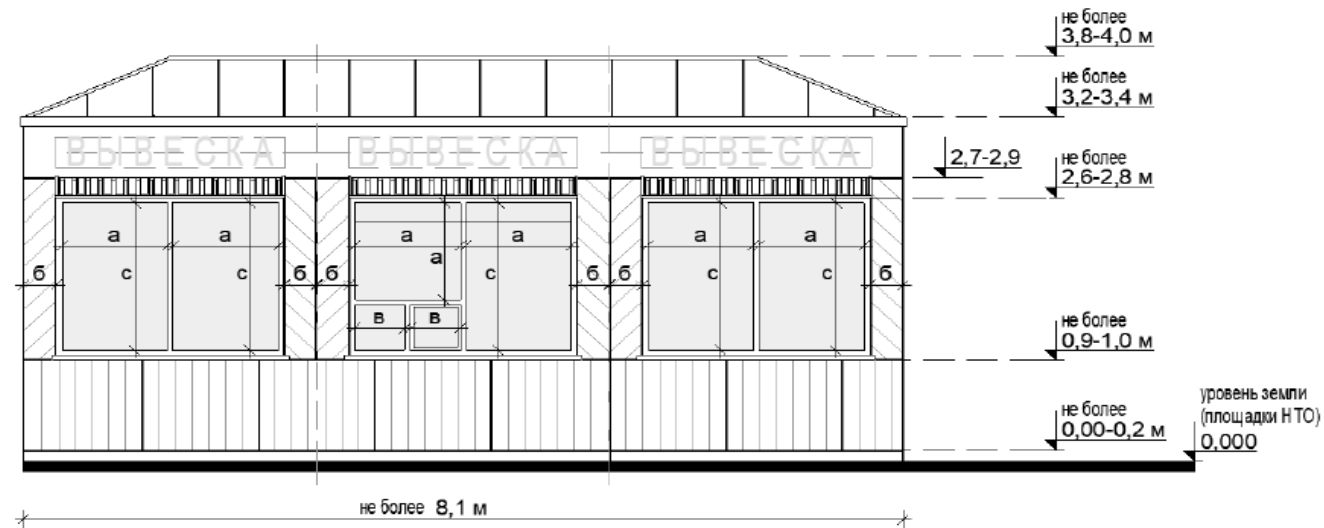 не более
3,8-4,0 м
не более
3,2-3,4 м
ВЫВЕСКА ВЫВЕСКА ВЫВЕСКА
2,7-2,9
не более
2,6-2,8 м
а а а а а а
а
б с с б б с б б с с б
в в
не более
0,9-1,0 м
не более
0,00-0,2 м
уровень земли
(площадки НТО)
0,000
не более 8,1 м